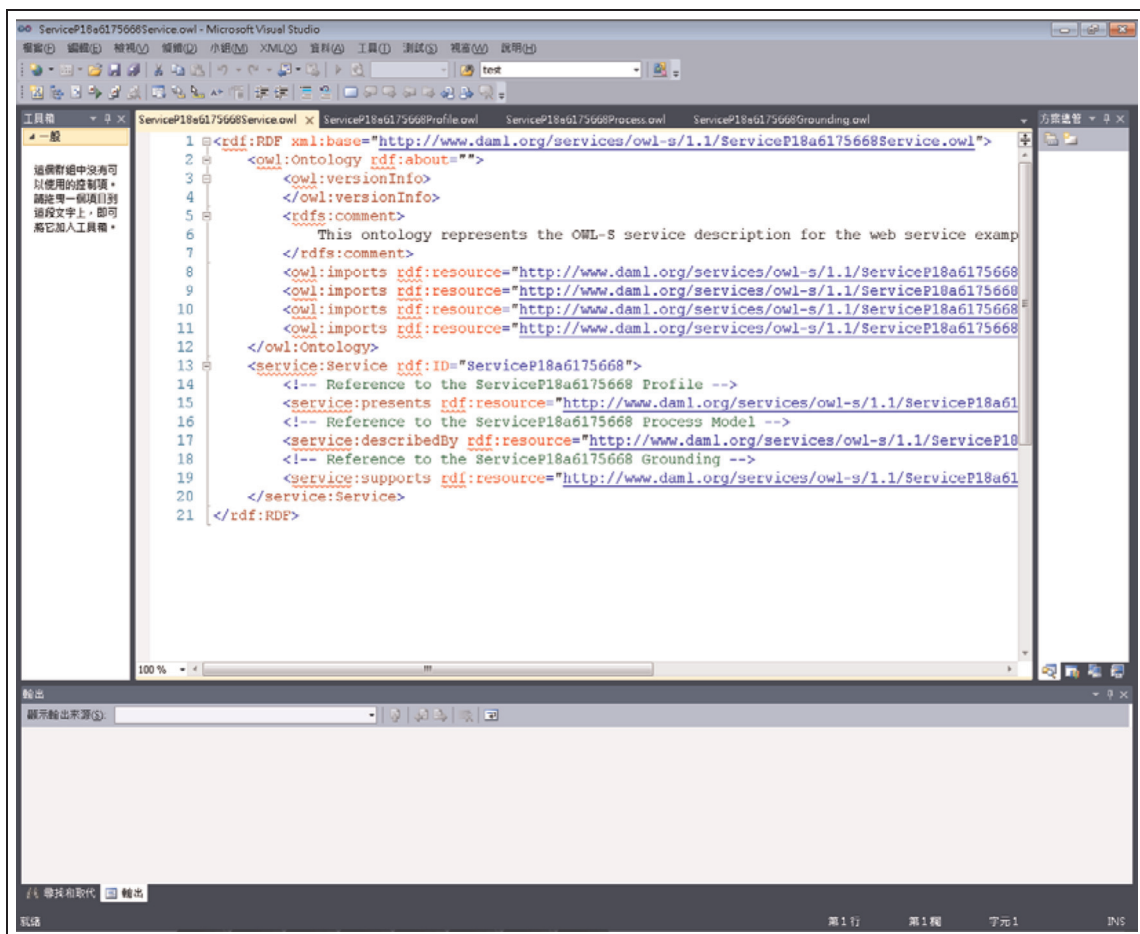 ServiceP18a6175668Service.owl - Microsoft Visual Studio
檔案(F) 編輯(E) 檢視(V) 偵錯(D) 小組(M) XML(X) 資料(A) 工具(T) 測試(S) 視窗(W) 說明(H)
test
工具箱
ServiceP18a6175668Service.owl ServiceP18a6175668Profile.owl ServiceP18a6175668Process.owl ServiceP18a6175668Grounding.owl
一般
這個群組中沒有可
以使用的控制項。
請拖曳一個項目到
這段文字上，即可
將它加入工具箱。
1 <rdf:RDF xml:base="http://www.daml.org/services/owl-s/1.1/ServiceP18a6175668Service.owl">
2 <owl:Ontology rdf:about="">
3 <owl:versionInfo>
4 </owl:versionInfo>
5 <rdfs:comment>
6 This ontology represents the OWL-S service description for the web service examp
7 </rdfs:comment>
8 <owl:imports rdf:resource="http://www.daml.org/services/owl-s/1.1/ServiceP18a6175668
9 <owl:imports rdf:resource="http://www.daml.org/services/owl-s/1.1/ServiceP18a6175668
10 <owl:imports rdf:resource="http://www.daml.org/services/owl-s/1.1/ServiceP18a6175668
11 <owl:imports rdf:resource="http://www.daml.org/services/owl-s/1.1/ServiceP18a6175668
12 </owl:Ontology>
13 <service:Service rdf:ID="ServiceP18a6175668">
14 <!-- Reference to the ServiceP18a6175668 Profile -->
15 <service:presents rdf:resource="http://www.daml.org/services/owl-s/1.1/ServiceP18a61
16 <!-- Reference to the ServiceP18a6175668 Process Model -->
17 <service:describedBy rdf:resource="http://www.daml.org/services/owl-s/1.1/ServiceP18
18 <!-- Reference to the ServiceP18a6175668 Grounding -->
19 <service:supports rdf:resource="http://www.daml.org/services/owl-s/1.1/ServiceP18a61
20 </service:Service>
21 </rdf:RDF>
100 %
輸出
顯示輸出來源(S):
尋找和取代 輸出
就緒 第 1 行 第 1 欄 字元 1 INS